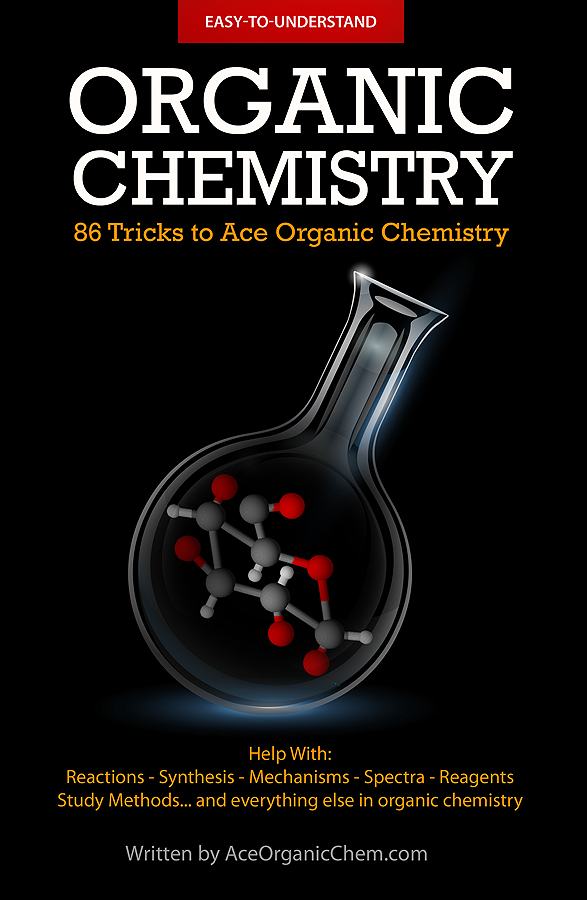 EASY-TO-UNDERSTAND
ORGANIC
CHEMISTRY
86 Tricks to Ace Organic Chemistry
Help With:
Reactions - Synthesis - Mechanisms - Spectra - Reagents
Study Methods... and everything else in organic chemistry
Written by AceOrganicChem.com